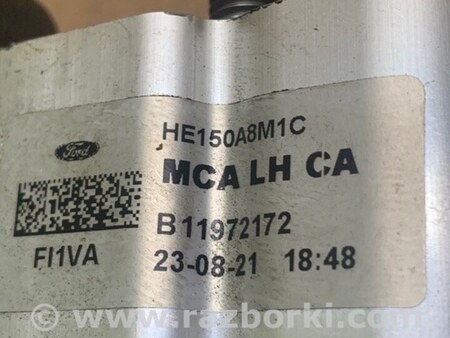 HE150A8M1C
Ford
MCA LH CA
B11972172
FI1VA
23-08-21 18:48
© www.razborki.com